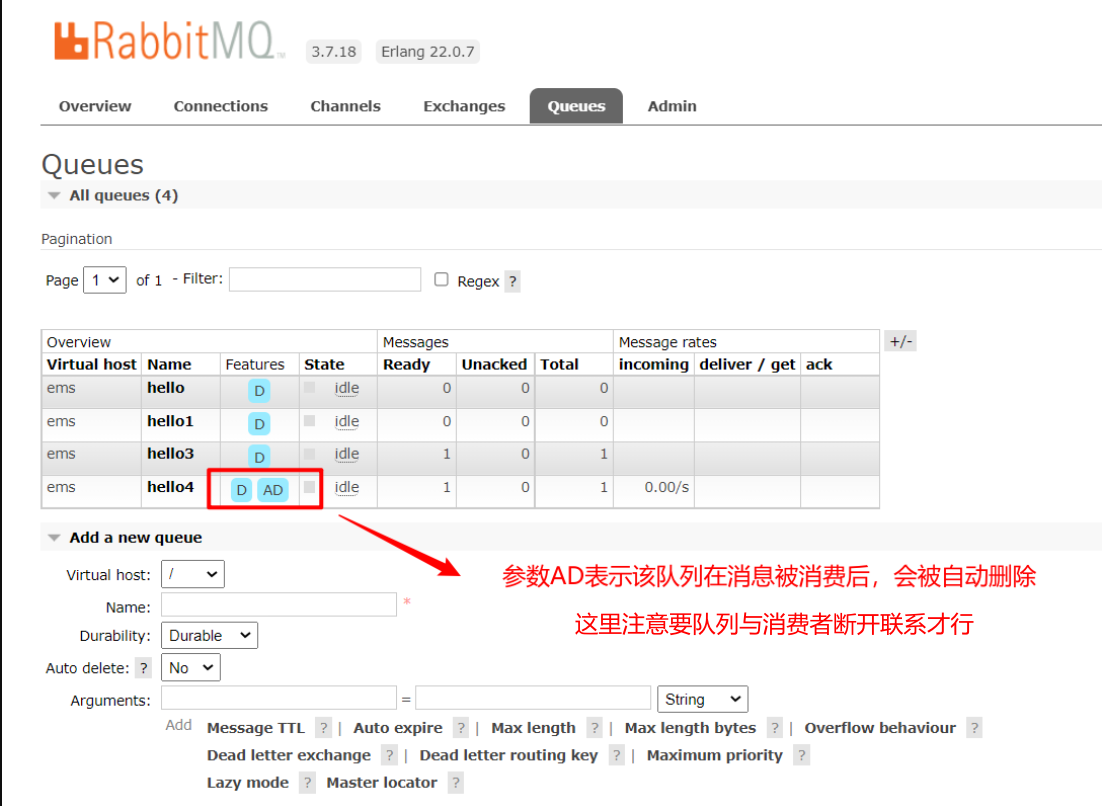 RabbitMQ TM 3.7.18 Erlang 22.0.7
Overview Connections Channels Exchanges Queues Admin
Queues
All queues (4)
Pagination
Page 1 of 1 - Filter: Regex ?
Overview Messages Message rates +/-
Virtual host Name Features State Ready Unacked Total incoming deliver / get ack
ems hello D idle 0 0 0
ems hello1 D idle 0 0 0
ems hello3 D idle 1 0 1
ems hello4 D AD idle 1 0 1 0.00/s
Add a new queue
Virtual host: /
参数AD表示该队列在消息被消费后，会被自动删除
Name: *
这里注意要队列与消费者断开联系才行
Durability: Durable
Auto delete: ? No
Arguments: = String
Add Message TTL ? | Auto expire ? | Max length ? | Max length bytes ? | Overflow behaviour ?
Dead letter exchange ? | Dead letter routing key ? | Maximum priority ?
Lazy mode ? Master locator ?